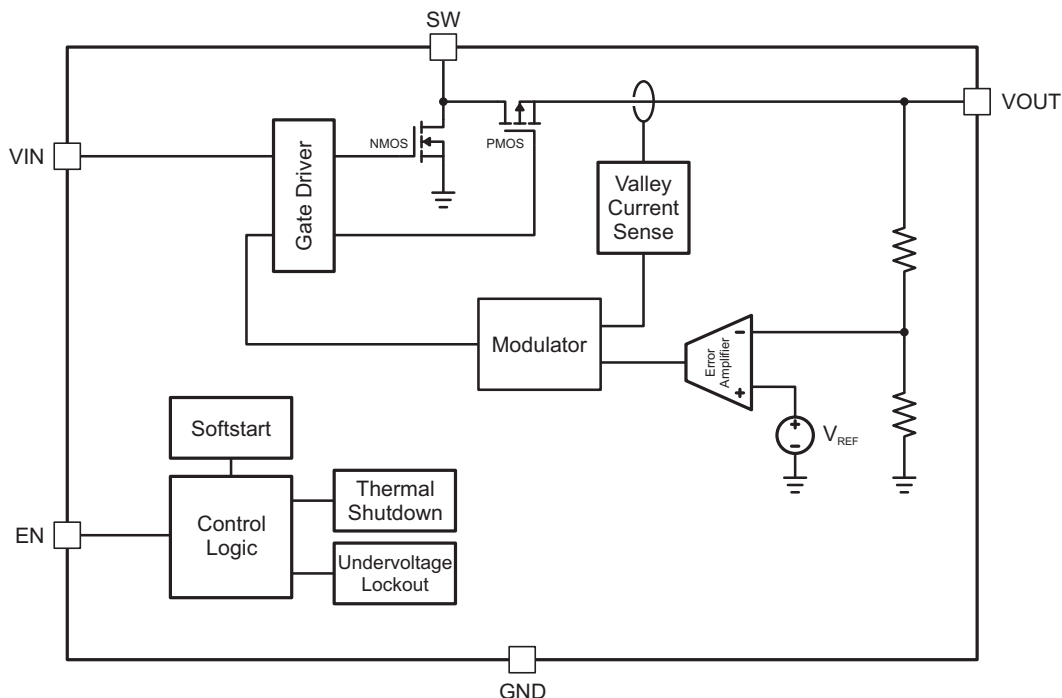 SW
VOUT
VIN
Gate Driver
NMOS
PMOS
Valley
Current
Sense
Modulator
Error
Amplifier
−
+
+
−
VREF
Softstart
Control
Logic
Thermal
Shutdown
Undervoltage
Lockout
EN
GND